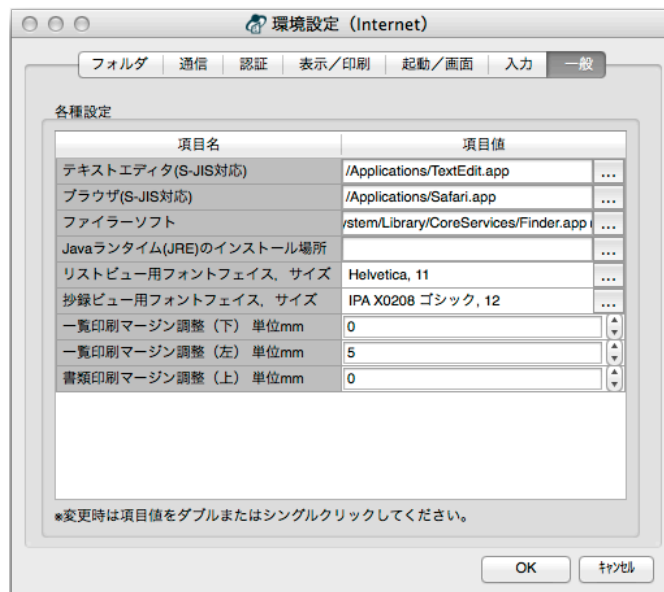 環境設定（Internet）
フォルダ 通信 認証 表示／印刷 起動／画面 入力 一般
各種設定
項目名 項目値
テキストエディタ(S-JIS対応) /Applications/TextEdit.app ...
ブラウザ(S-JIS対応) /Applications/Safari.app ...
ファイラーソフト ystem/Library/CoreServices/Finder.app ...
Javaランタイム(JRE)のインストール場所 ...
リストビュー用フォントフェイス，サイズ Helvetica, 11 ...
抄録ビュー用フォントフェイス，サイズ IPA X0208 ゴシック, 12 ...
一覧印刷マージン調整（下） 単位mm 0
一覧印刷マージン調整（左） 単位mm 5
書類印刷マージン調整（上） 単位mm 0
※変更時は項目値をダブルまたはシングルクリックしてください。
OK ｷｬﾝｾﾙ